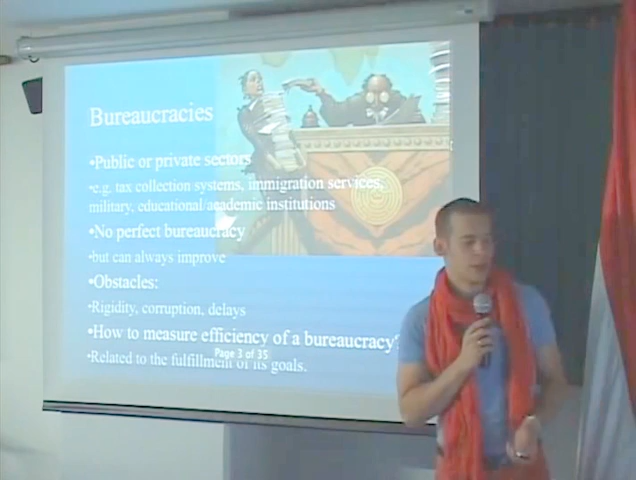 Bureaucracies
•Public or private sectors
•e.g. tax collection systems, immigration services,
military, educational/academic institutions
•No perfect bureaucracy
•but can always improve
•Obstacles:
Rigidity, corruption, delays
•How to measure efficiency of a bureaucracy?
Page 3 of 35
•Related to the fulfillment of its goals.